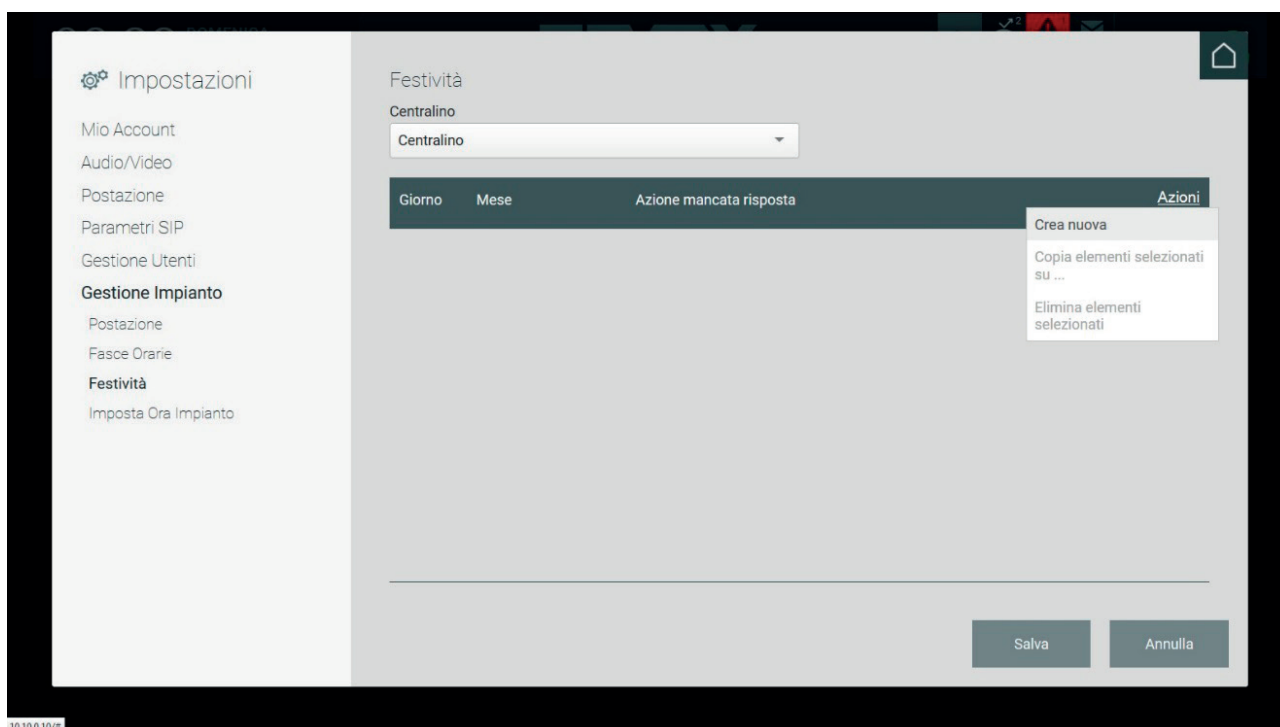 Impostazioni
Mio Account
Audio/Video
Postazione
Parametri SIP
Gestione Utenti
Gestione Impianto
Postazione
Fasce Orarie
Festività
Imposta Ora Impianto
Festività
Centralino
Centralino
Giorno Mese Azione mancata risposta Azioni
Crea nuova
Copia elementi selezionati
su ...
Elimina elementi
selezionati
Salva Annulla